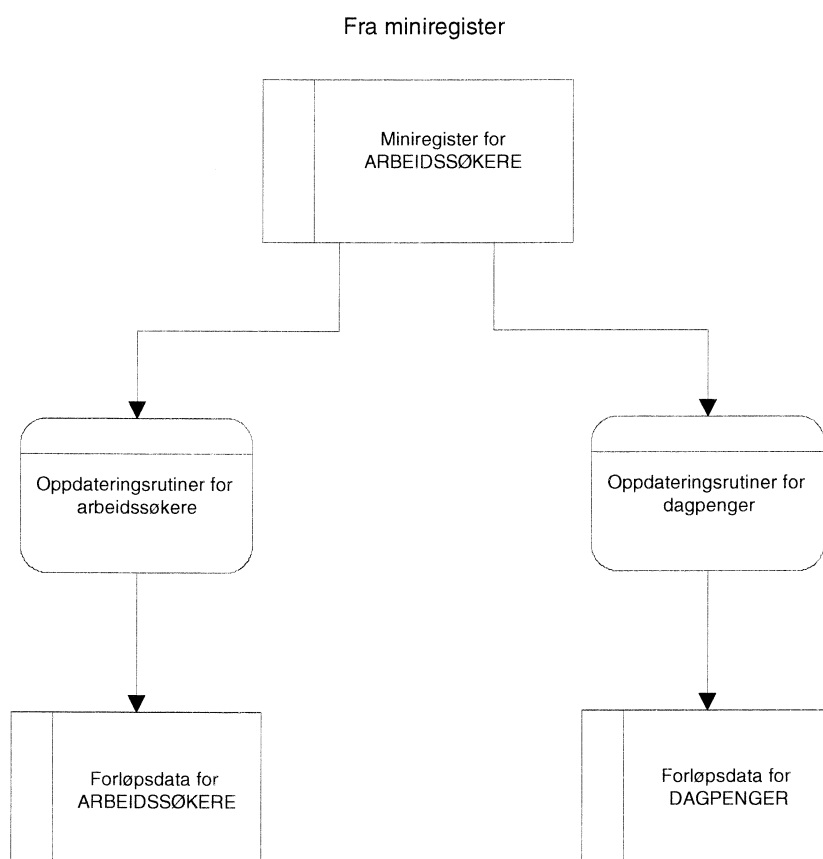 Fra miniregister
Miniregister for
ARBEIDSSØKERE
Oppdateringsrutiner for
arbeidssøkere
Oppdateringsrutiner for
dagpenger
Forløpsdata for
ARBEIDSSØKERE
Forløpsdata for
DAGPENGER